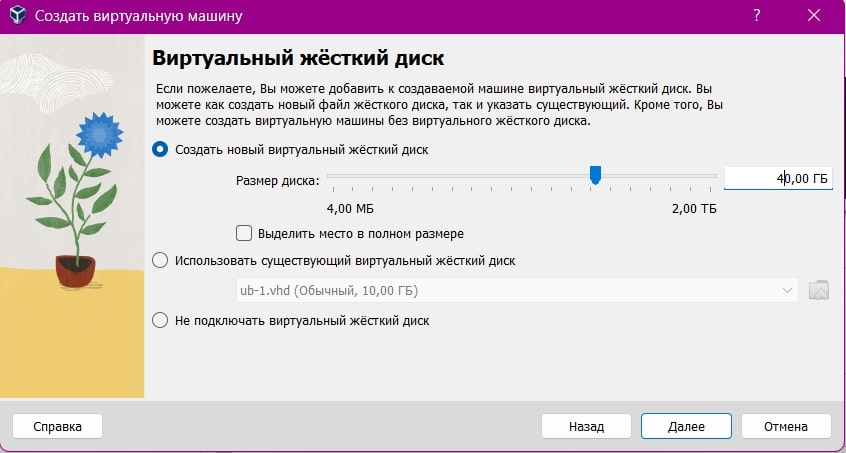 Создать виртуальную машину
?
Виртуальный жёсткий диск
Если пожелаете, Вы можете добавить к создаваемой машине виртуальный жёсткий диск. Вы
можете как создать новый файл жёсткого диска, так и указать существующий. Кроме того, Вы
можете создать виртуальную машины без виртуального жёсткого диска.
Создать новый виртуальный жёсткий диск
Размер диска:
40,00 ГБ
4,00 МБ
2,00 ТБ
Выделить место в полном размере
Использовать существующий виртуальный жёсткий диск
ub-1.vhd (Обычный, 10,00 ГБ)
Не подключать виртуальный жёсткий диск
Справка
Назад
Далее
Отмена